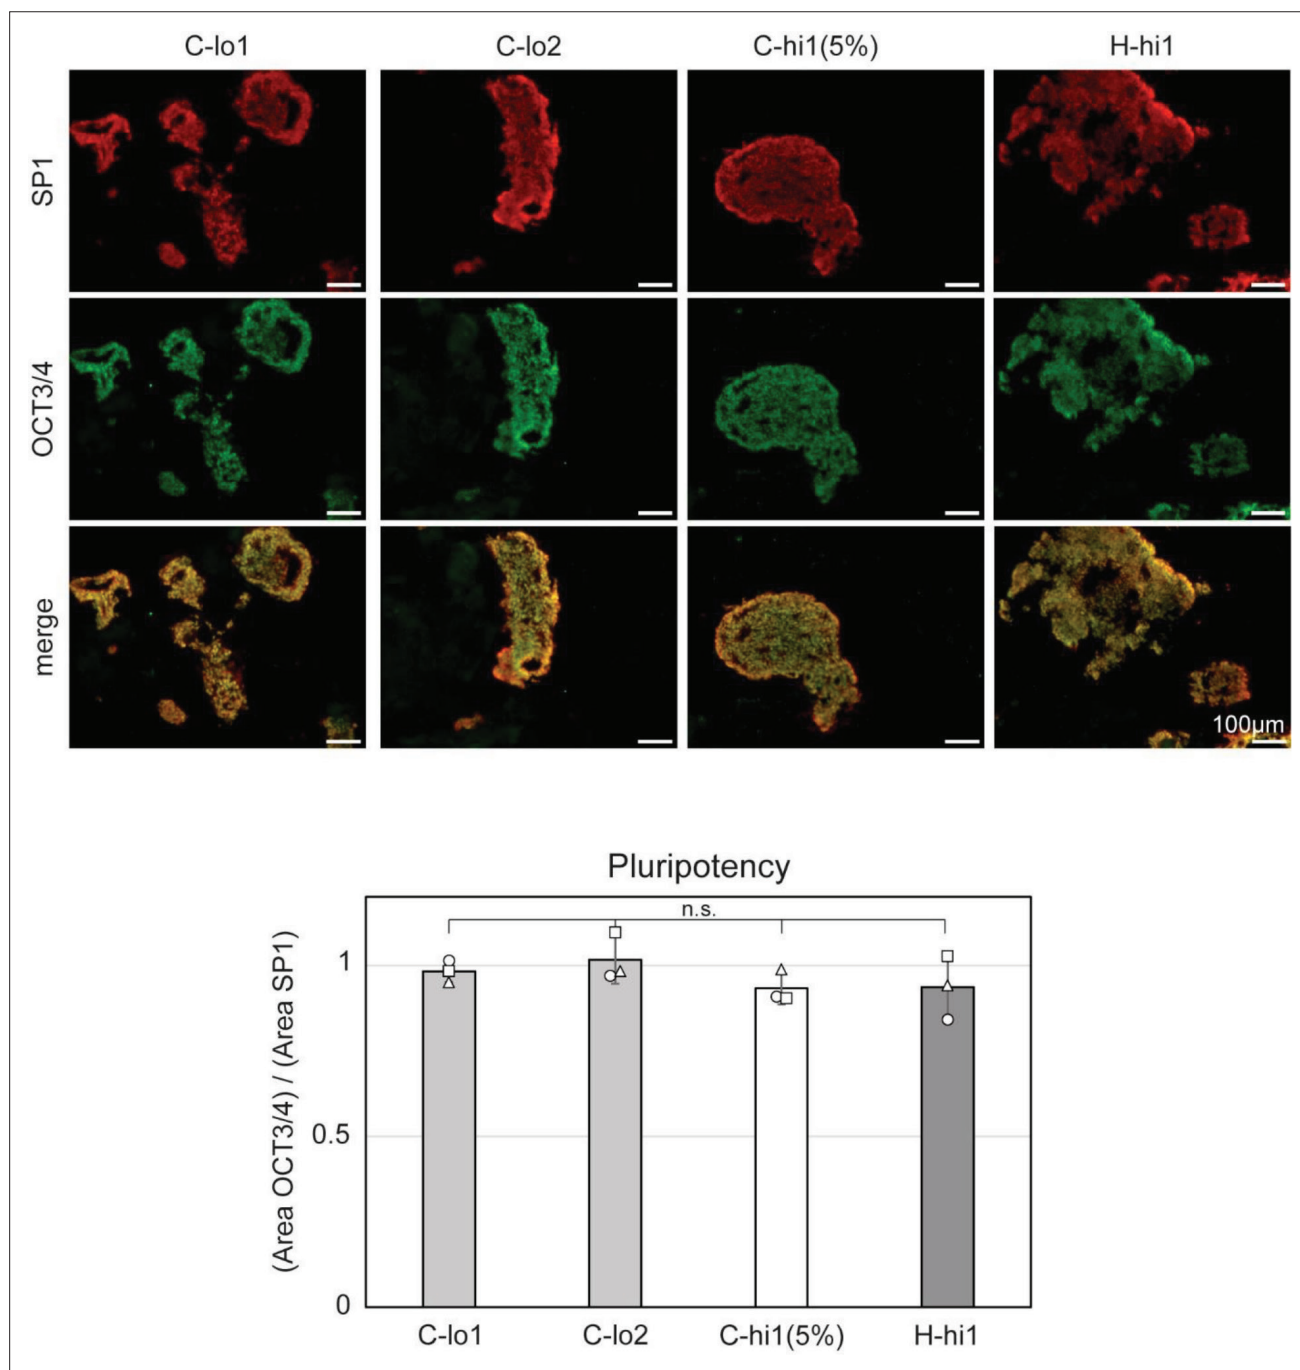 C-lo1 C-lo2 C-hi1(5%) H-hi1
SP1
OCT3/4
merge
100µm
Pluripotency
n.s.
(Area OCT3/4) / (Area SP1)
1
0.5
0
C-lo1 C-lo2 C-hi1(5%) H-hi1